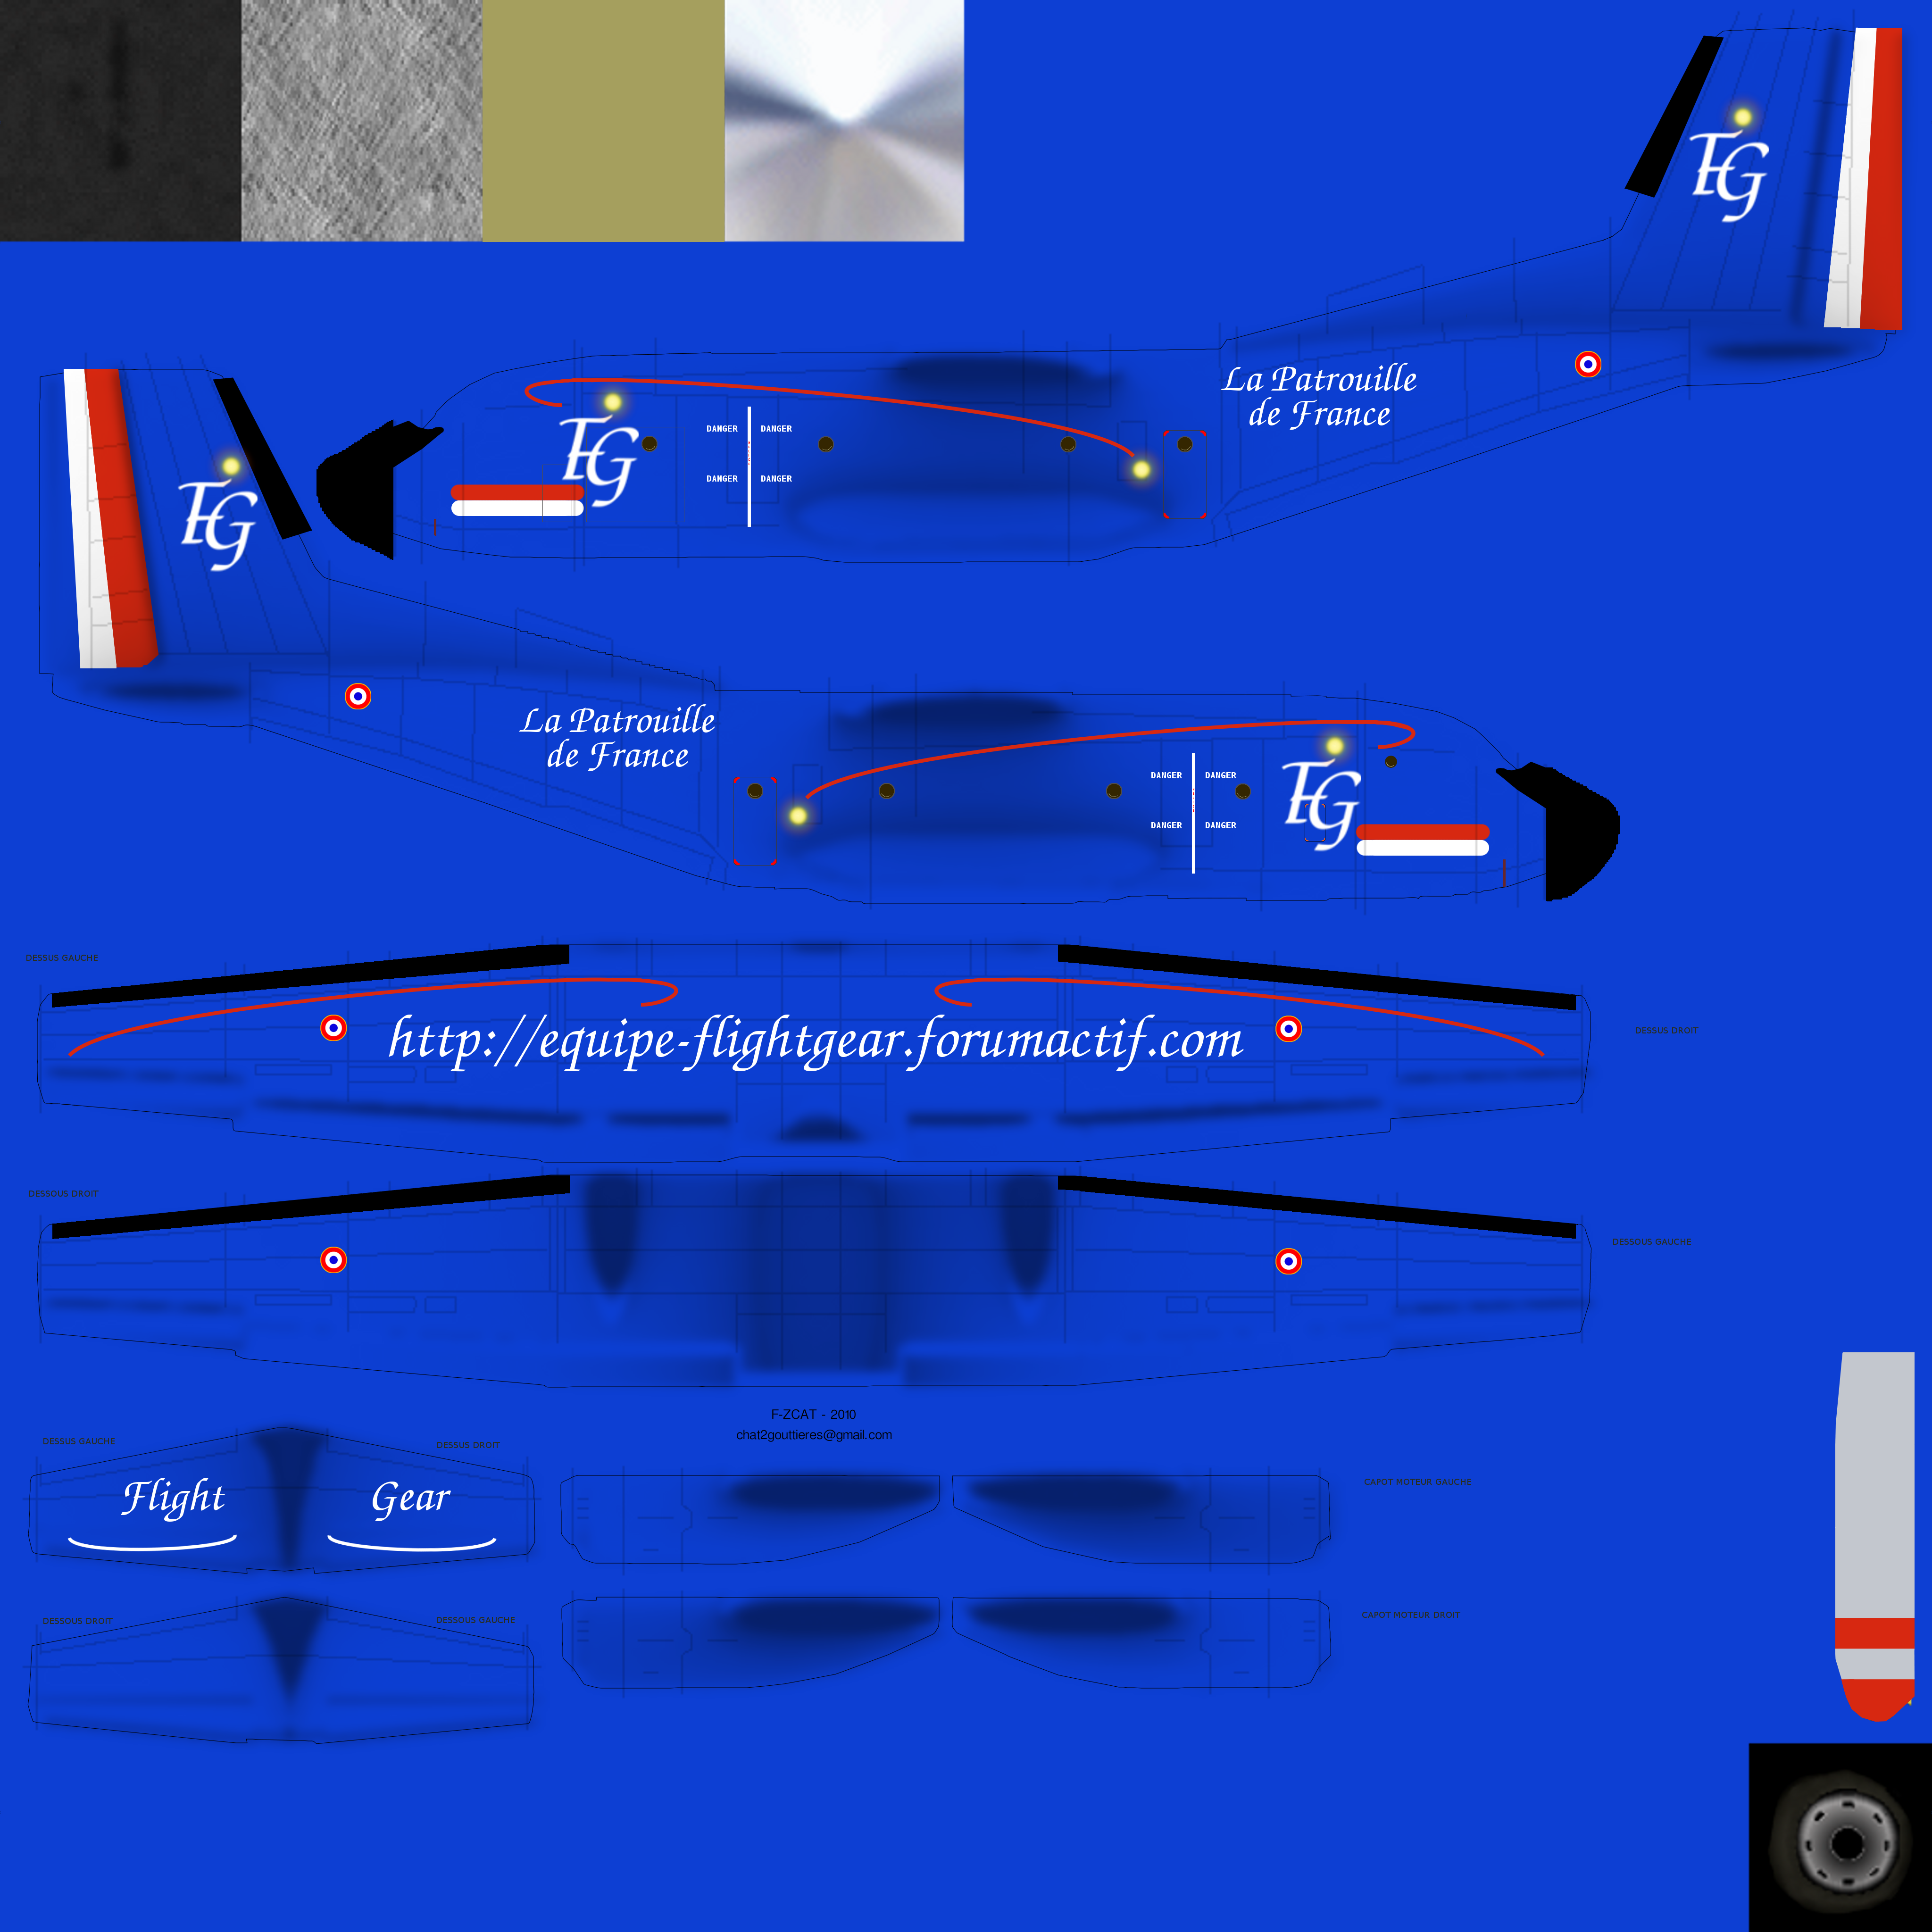 FG
La Patrouille
de France
FG
DANGER DANGER
DANGER DANGER
FG
La Patrouille
de France
FG
DANGER DANGER
DANGER DANGER
DESSUS GAUCHE
http://equipe-flightgear.forumactif.com
DESSUS DROIT
DESSOUS DROIT
DESSOUS GAUCHE
F-ZCAT - 2010
chat2gouttieres@gmail.com
DESSUS GAUCHE
DESSUS DROIT
Flight Gear
CAPOT MOTEUR GAUCHE
DESSOUS DROIT
DESSOUS GAUCHE
CAPOT MOTEUR DROIT